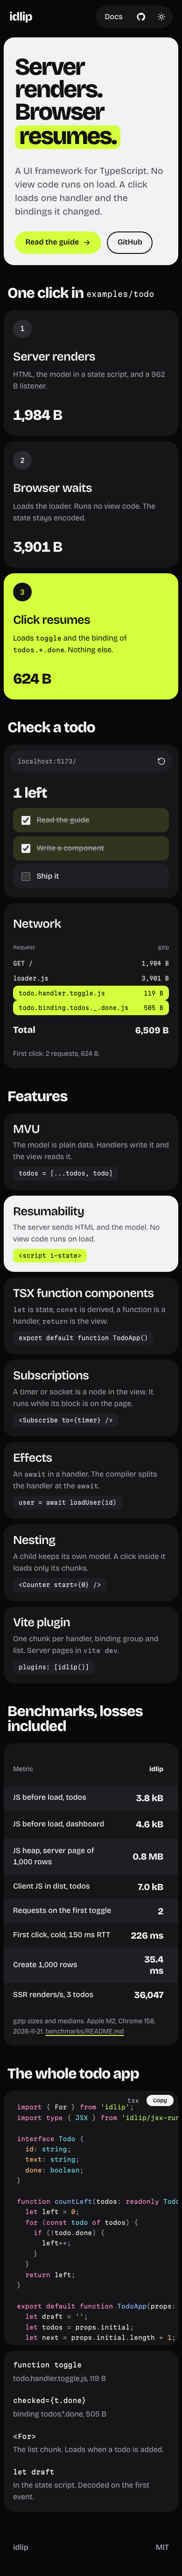 idlip Docs
Server
renders.
Browser
resumes.
A UI framework for TypeScript. No
view code runs on load. A click
loads one handler and the
bindings it changed.
Read the guide → GitHub
One click in examples/todo
1
Server renders
HTML, the model in a state script, and a 962
B listener.
1,984 B
2
Browser waits
Loads the loader. Runs no view code. The
state stays encoded.
3,901 B
3
Click resumes
Loads toggle and the binding of
todos.*.done. Nothing else.
624 B
Check a todo
localhost:5173/
1 left
Read the guide
Write a component
Ship it
Network
Request gzip
GET / 1,984 B
loader.js 3,901 B
todo.handler.toggle.js 119 B
todo.binding.todos._.done.js 505 B
Total 6,509 B
First click: 2 requests, 624 B.
Features
MVU
The model is plain data. Handlers write it and
the view reads it.
todos = [...todos, todo]
Resumability
The server sends HTML and the model. No
view code runs on load.
<script i-state>
TSX function components
let is state, const is derived, a function is a
handler, return is the view.
export default function TodoApp()
Subscriptions
A timer or socket is a node in the view. It
runs while its block is on the page.
<Subscribe to={timer} />
Effects
An await in a handler. The compiler splits
the handler at the await.
user = await loadUser(id)
Nesting
A child keeps its own model. A click inside it
loads only its chunks.
<Counter start={0} />
Vite plugin
One chunk per handler, binding group and
list. Server pages in vite dev.
plugins: [idlip()]
Benchmarks, losses
included
Metric idlip
JS before load, todos 3.8 kB
JS before load, dashboard 4.6 kB
JS heap, server page of
1,000 rows 0.8 MB
Client JS in dist, todos 7.0 kB
Requests on the first toggle 2
First click, cold, 150 ms RTT 226 ms
Create 1,000 rows 35.4
ms
SSR renders/s, 3 todos 36,047
gzip sizes and medians, Apple M2, Chrome 158,
2026-11-21. benchmarks/README.md
The whole todo app
tsx Copy
import { For } from 'idlip';
import type { JSX } from 'idlip/jsx-run
interface Todo {
id: string;
text: string;
done: boolean;
}
function countLeft(todos: readonly Todo
let left = 0;
for (const todo of todos) {
if (!todo.done) {
left++;
}
}
return left;
}
export default function TodoApp(props:
let draft = '';
let todos = props.initial;
let next = props.initial.length + 1;
function toggle
todo.handler.toggle.js, 119 B
checked={t.done}
binding todos.*.done, 505 B
<For>
The list chunk. Loads when a todo is added.
let draft
In the state script. Decoded on the first
event.
idlip MIT